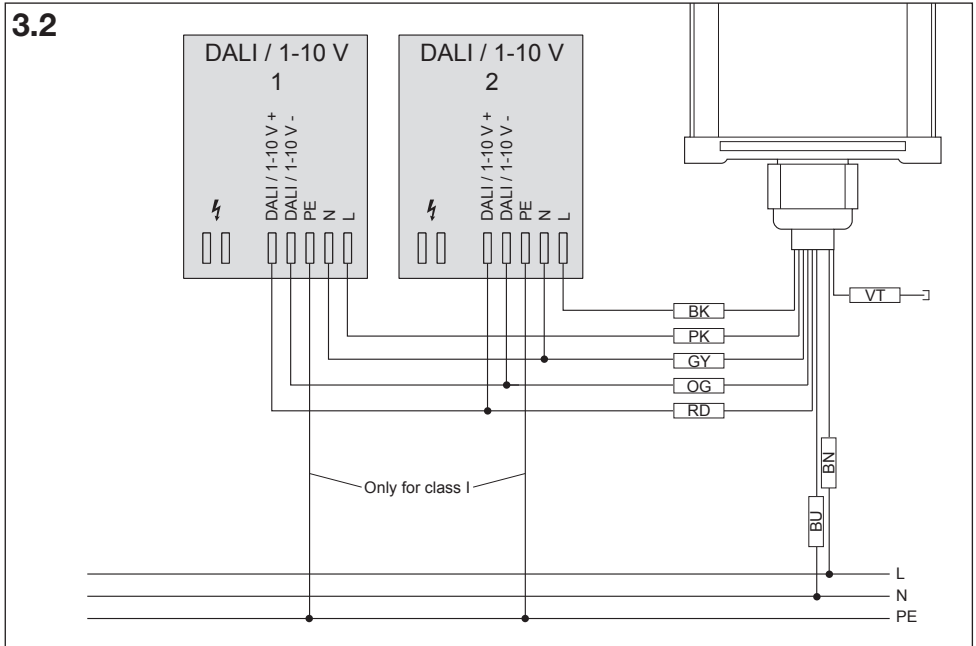 3.2
DALI / 1-10 V
1
DALI / 1-10 V +
DALI / 1-10 V -
PE
N
L
DALI / 1-10 V
2
DALI / 1-10 V +
DALI / 1-10 V -
PE
N
L
VT
BK
PK
GY
OG
RD
BN
BU
Only for class I
L
N
PE